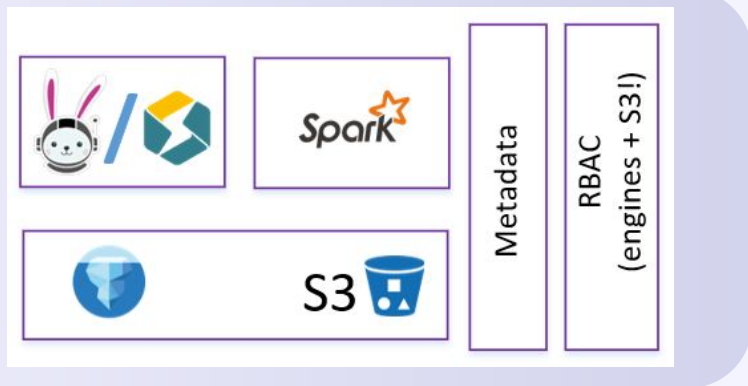 /
Spark
S3
Metadata
RBAC
(engines + S3!)